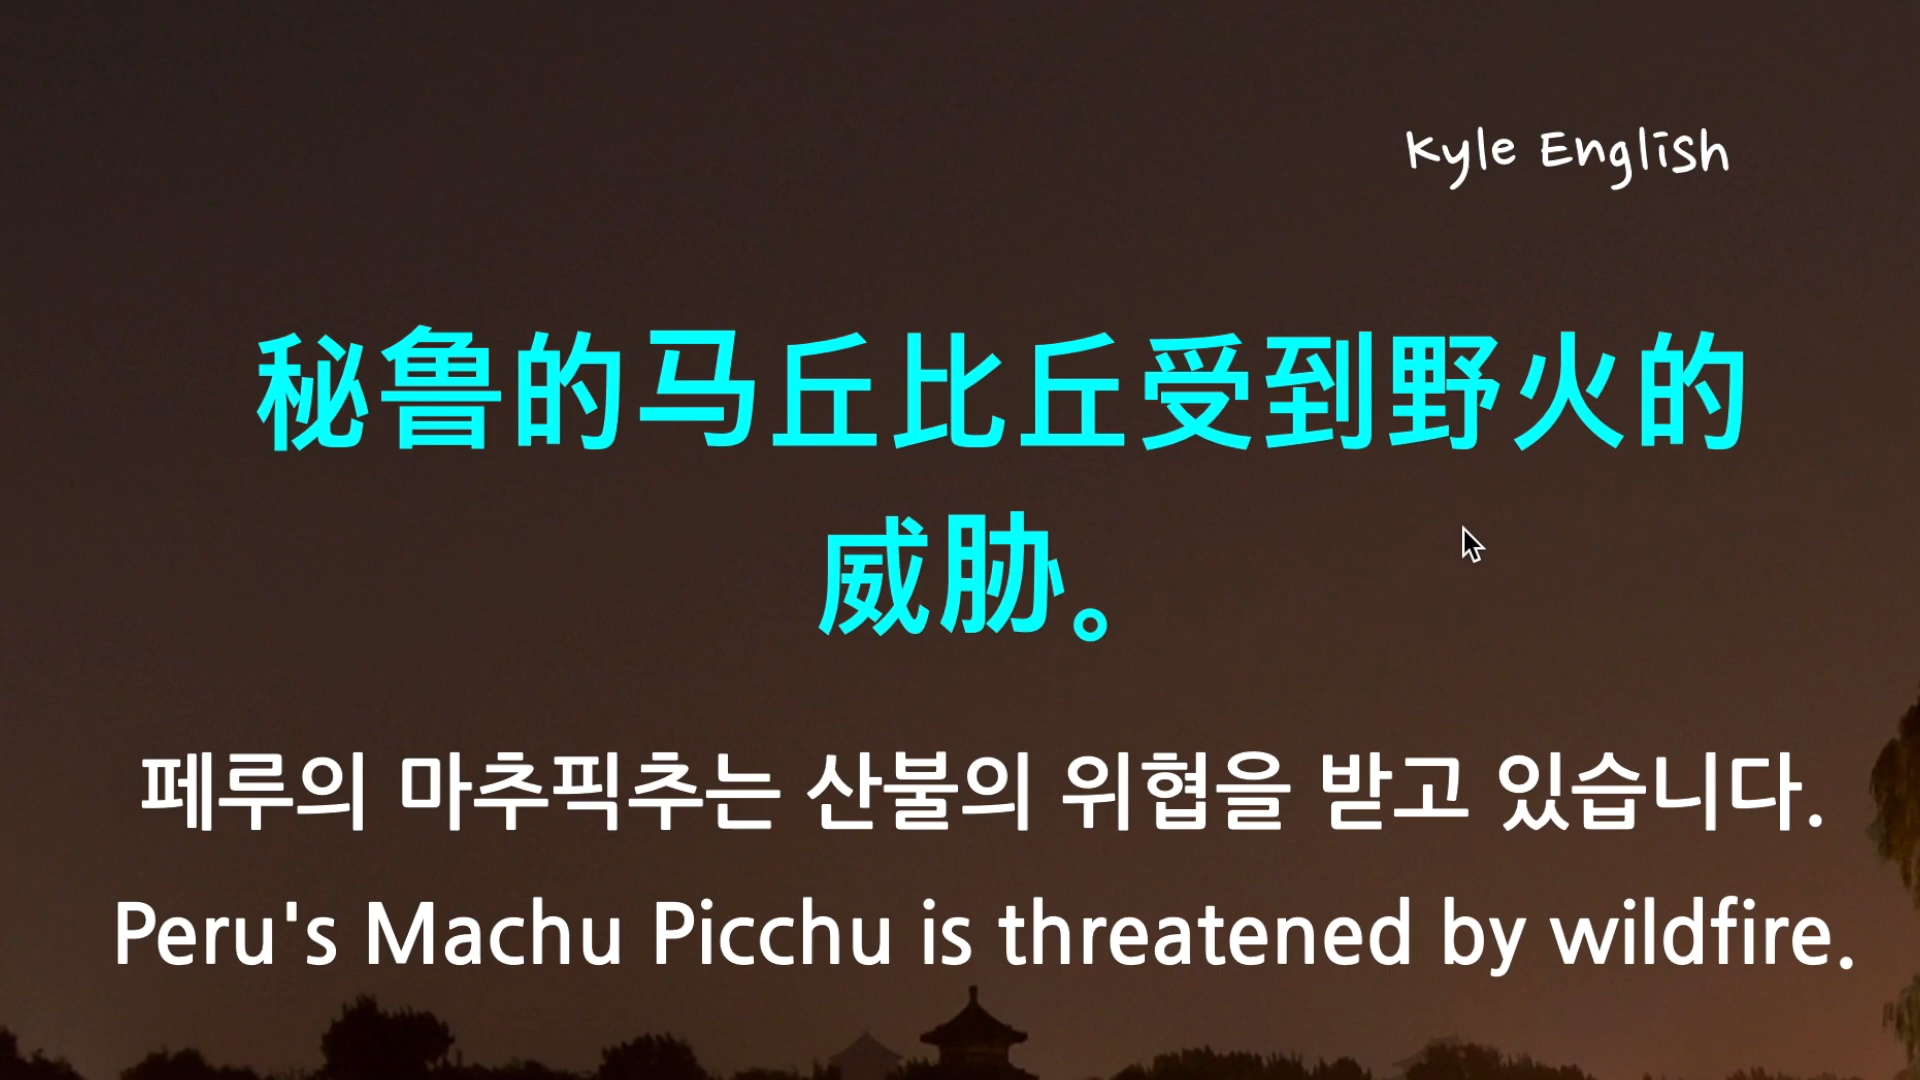 Kyle English
秘鲁的马丘比丘受到野火的
威胁。
페루의 마추픽추는 산불의 위협을 받고 있습니다.
Peru's Machu Picchu is threatened by wildfire.